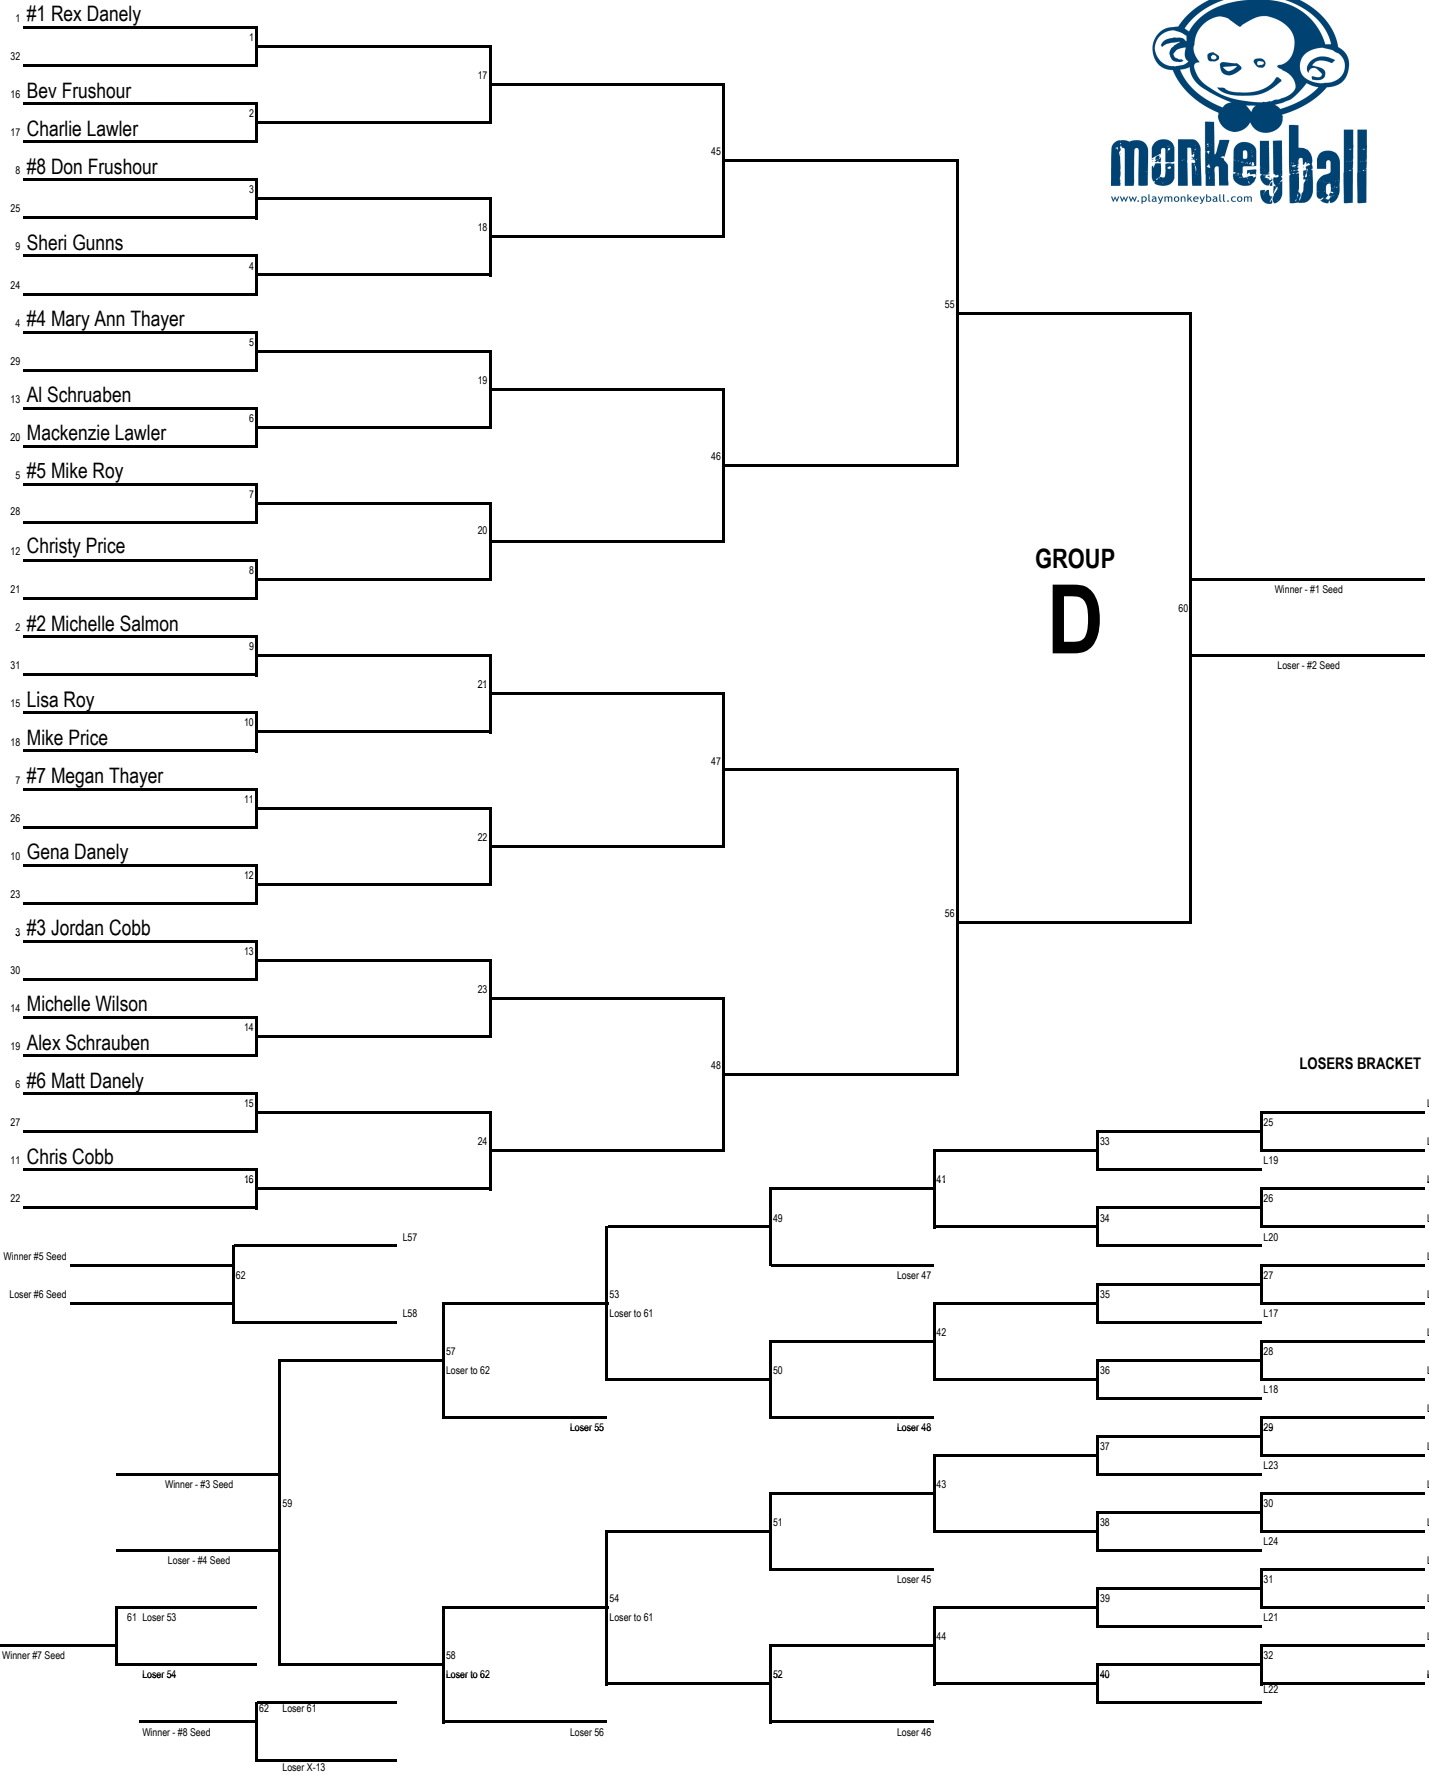 1 #1 Rex Danely
1
32
17
16 Bev Frushour
2
17 Charlie Lawler
45
8 #8 Don Frushour
3
25
18
9 Sheri Gunns
4
24
monkeyball
www.playmonkeyball.com
55
4 #4 Mary Ann Thayer
5
29
19
13 Al Schruaben
6
20 Mackenzie Lawler
46
5 #5 Mike Roy
7
28
20
12 Christy Price
8
21
GROUP
D
Winner - #1 Seed
60
Loser - #2 Seed
2 #2 Michelle Salmon
9
31
21
15 Lisa Roy
10
18 Mike Price
47
7 #7 Megan Thayer
11
26
22
10 Gena Danely
12
23
56
3 #3 Jordan Cobb
13
30
23
14 Michelle Wilson
14
19 Alex Schrauben
48
6 #6 Matt Danely
15
27
24
11 Chris Cobb
16
22
LOSERS BRACKET
25
33
L19
41
26
49
34
L20
Loser 47
27
53
Loser to 61
35
L17
42
28
50
36
L18
Loser 48
L57
Winner #5 Seed
62
Loser #6 Seed
L58
57
Loser to 62
Loser 55
29
37
L23
43
30
51
38
L24
Loser 45
Winner - #3 Seed
59
Loser - #4 Seed
31
54
Loser to 61
39
L21
44
32
52
40
L22
Loser 46
61 Loser 53
Winner #7 Seed
Loser 54
58
Loser to 62
Loser 56
62 Loser 61
Winner - #8 Seed
Loser X-13